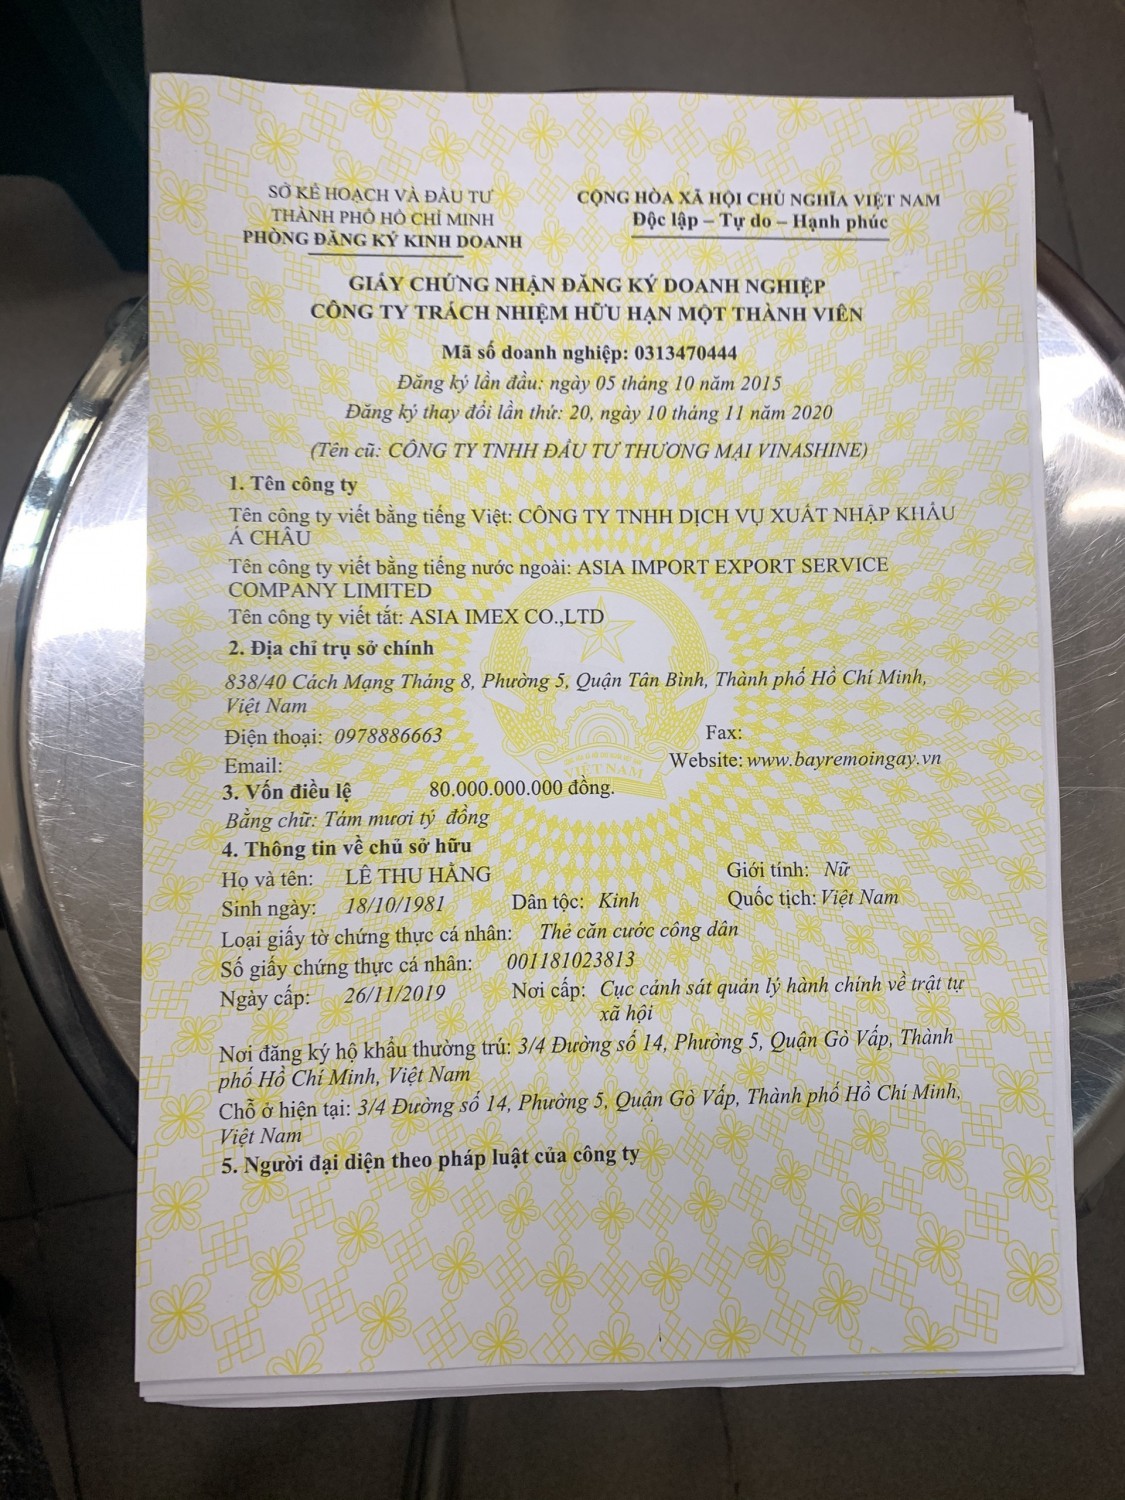 SỞ KẾ HOẠCH VÀ ĐẦU TƯ
THÀNH PHỐ HỒ CHÍ MINH
PHÒNG ĐĂNG KÝ KINH DOANH
CỘNG HÒA XÃ HỘI CHỦ NGHĨA VIỆT NAM
Độc lập – Tự do – Hạnh phúc
GIẤY CHỨNG NHẬN ĐĂNG KÝ DOANH NGHIỆP
CÔNG TY TRÁCH NHIỆM HỮU HẠN MỘT THÀNH VIÊN
Mã số doanh nghiệp: 0313470444
Đăng ký lần đầu: ngày 05 tháng 10 năm 2015
Đăng ký thay đổi lần thứ: 20, ngày 10 tháng 11 năm 2020
(Tên cũ: CÔNG TY TNHH ĐẦU TƯ THƯƠNG MẠI VINASHINE)
1. Tên công ty
Tên công ty viết bằng tiếng Việt: CÔNG TY TNHH DỊCH VỤ XUẤT NHẬP KHẨU
Á CHÂU
Tên công ty viết bằng tiếng nước ngoài: ASIA IMPORT EXPORT SERVICE
COMPANY LIMITED
Tên công ty viết tắt: ASIA IMEX CO.,LTD
2. Địa chỉ trụ sở chính
838/40 Cách Mạng Tháng 8, Phường 5, Quận Tân Bình, Thành phố Hồ Chí Minh,
Việt Nam
Điện thoại: 0978886663 Fax:
Email: Website: www.bayremoingay.vn
VIỆT NAM
3. Vốn điều lệ 80.000.000.000 đồng.
Bằng chữ: Tám mươi tỷ đồng
4. Thông tin về chủ sở hữu
Họ và tên: LÊ THU HẰNG Giới tính: Nữ
Sinh ngày: 18/10/1981 Dân tộc: Kinh Quốc tịch: Việt Nam
Loại giấy tờ chứng thực cá nhân: Thẻ căn cước công dân
Số giấy chứng thực cá nhân: 001181023813
Ngày cấp: 26/11/2019 Nơi cấp: Cục cảnh sát quản lý hành chính về trật tự
xã hội
Nơi đăng ký hộ khẩu thường trú: 3/4 Đường số 14, Phường 5, Quận Gò Vấp, Thành
phố Hồ Chí Minh, Việt Nam
Chỗ ở hiện tại: 3/4 Đường số 14, Phường 5, Quận Gò Vấp, Thành phố Hồ Chí Minh,
Việt Nam
5. Người đại diện theo pháp luật của công ty